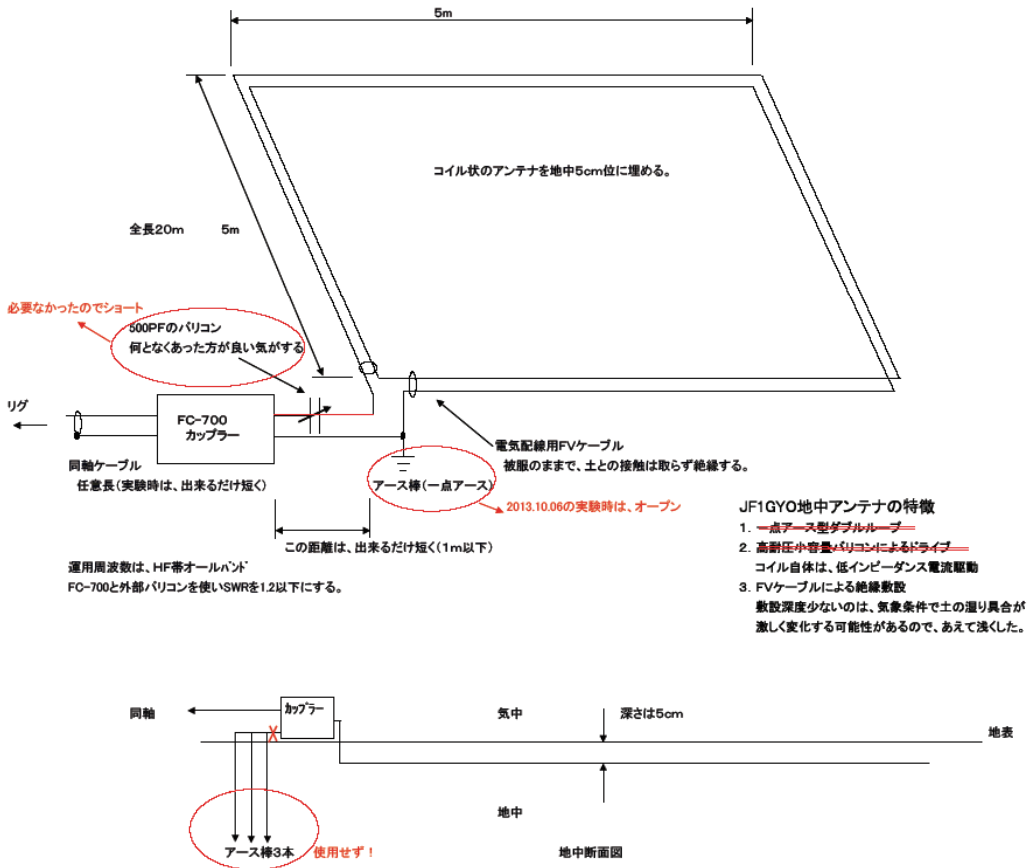 5m
コイル状のアンテナを地中5cm位に埋める。
全長20m 5m
必要なかったのでショート
500PFのバリコン
何となくあった方が良い気がする
リグ
FC-700
カップラー
電気配線用FVケーブル
被服のままで、土との接触は取らず絶縁する。
同軸ケーブル
任意長(実験時は、出来るだけ短く)
アース棒(一点アース)
2013.10.06の実験時は、オープン
この距離は、出来るだけ短く(1m以下)
運用周波数は、HF帯オールバンド
FC-700と外部バリコンを使いSWRを1.2以下にする。
JF1GYO地中アンテナの特徴
1. 一点アース型ダブルループ
2. 高耐圧小容量バリコンによるドライブ
コイル自体は、低インピーダンス電流駆動
3. FVケーブルによる絶縁敷設
敷設深度少ないのは、気象条件で土の湿り具合が
激しく変化する可能性があるので、あえて浅くした。
同軸
カップラー
気中
深さは5cm
地表
地中
アース棒3本
使用せず！
地中断面図